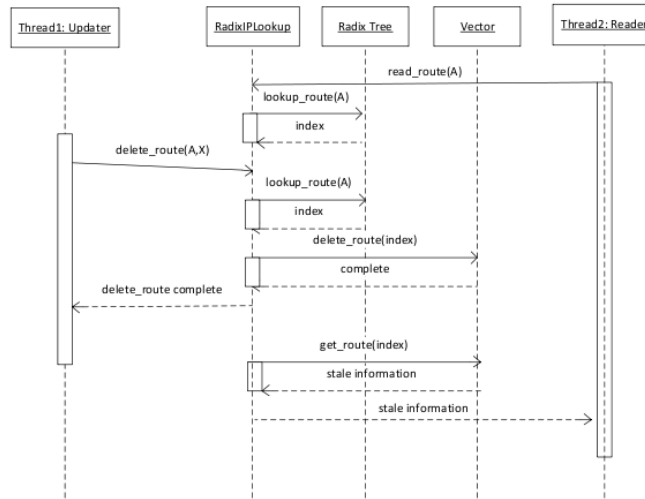 Thread1: Updater
RadixIPLookup
Radix Tree
Vector
Thread2: Reader
read_route(A)
lookup_route(A)
index
delete_route(A,X)
lookup_route(A)
index
delete_route(index)
complete
delete_route complete
get_route(index)
stale information
stale information